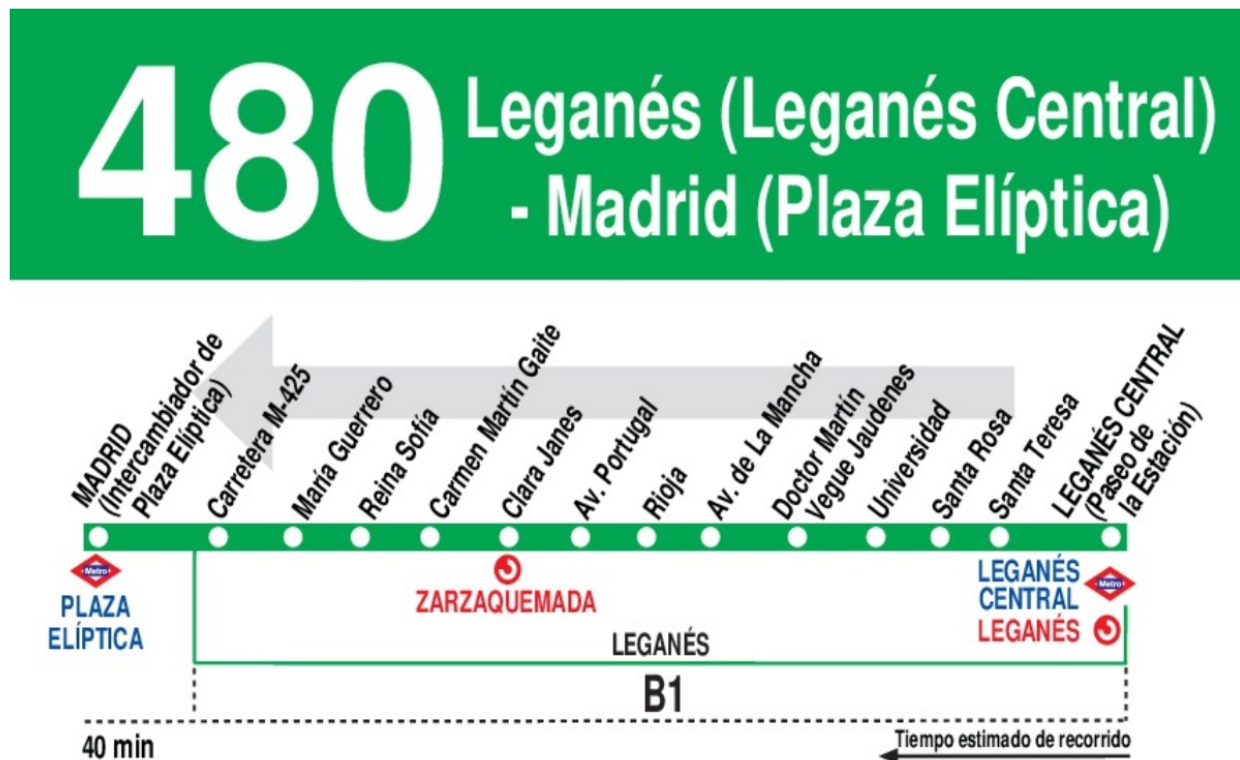 480
Leganés (Leganés Central)
- Madrid (Plaza Elíptica)
MADRID
(Intercambiador de
Plaza Elíptica)
Carretera M-425
María Guerrero
Reina Sofía
Carmen Martín Gaite
Clara Janes
Av. Portugal
Rioja
Av. de La Mancha
Doctor Martín
Vegue Jaudenes
Universidad
Santa Rosa
Santa Teresa
LEGANÉS CENTRAL
(Paseo de
la Estación)
Metro
PLAZA
ELÍPTICA
ZARZAQUEMADA
LEGANÉS
CENTRAL
Metro
LEGANÉS
LEGANÉS
B1
40 min
Tiempo estimado de recorrido